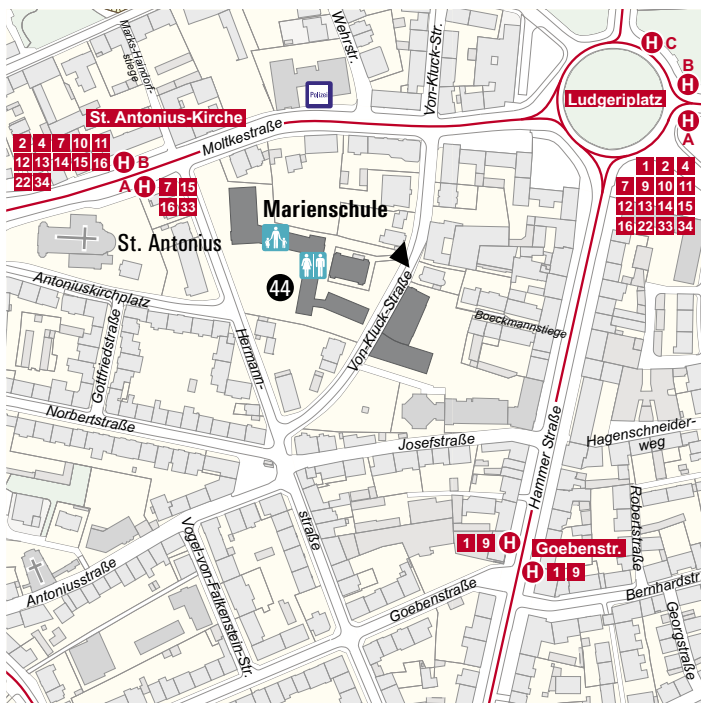 Marks-Haindorf-
stiege
Wehrstr.
Von-Kluck-Str.
H C
B
H
Polizei
Ludgeriplatz
H
A
St. Antonius-Kirche
Moltkestraße
2 4 7 10 11
12 13 14 15 16 H B
22 34
A H 7 15
16 33
1 2 4
7 9 10 11
12 13 14 15
16 22 33 34
Marienschule
St. Antonius
44
Antoniuskirchplatz
Gottfriedstraße
Hermann-
straße
Von-Kluck-Straße
Boeckmannstiege
Norbertstraße
Josefstraße
Hammer Straße
Hagenschneider-
weg
Robertstraße
1 9 H
Goebenstr.
H 1 9
Vogel-von-
Falkenstein-Str.
Antoniusstraße
Goebenstraße
Bernhardstr.
Georgstraße